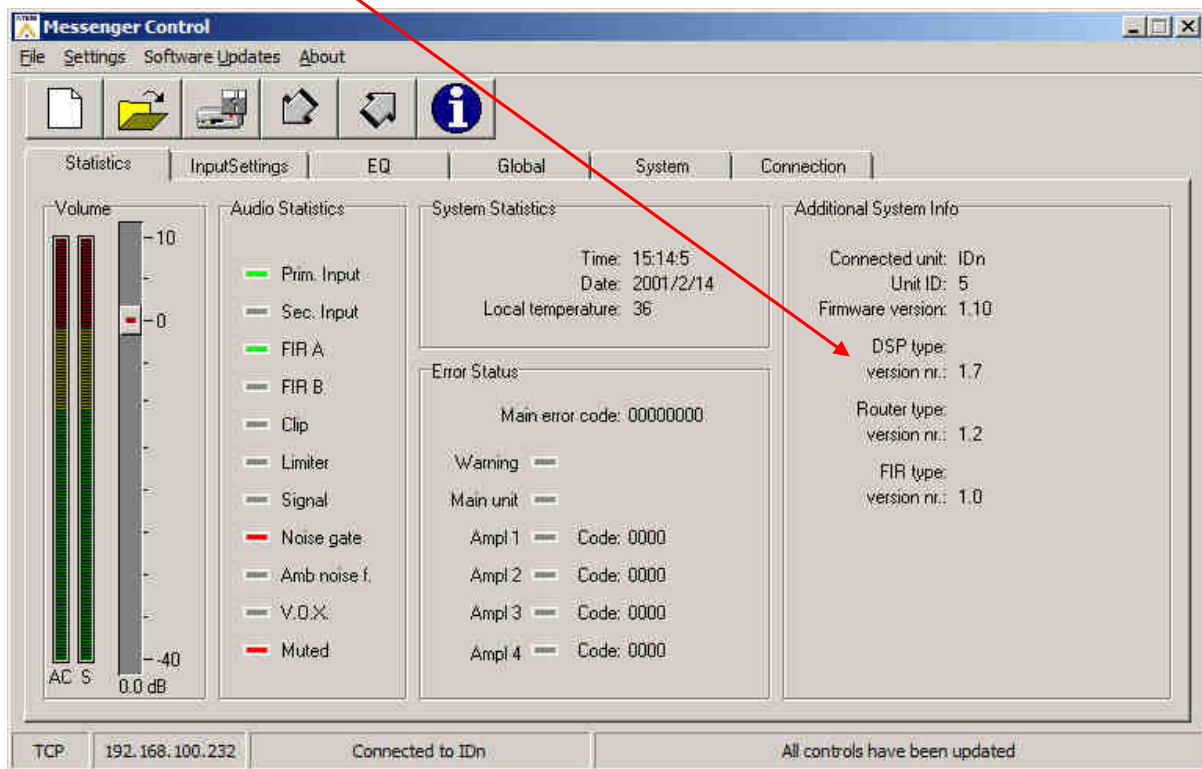 Messenger Control
File Settings Software Updates About
Statistics InputSettings EQ Global System Connection
Volume
10
0
-40
AC S
0.0 dB
Audio Statistics
Prim. Input
Sec. Input
FIR A
FIR B
Clip
Limiter
Signal
Noise gate
Amb noise f.
V.O.X.
Muted
System Statistics
Time: 15:14:5
Date: 2001/2/14
Local temperature: 36
Error Status
Main error code: 00000000
Warning
Main unit
Ampl 1 Code: 0000
Ampl 2 Code: 0000
Ampl 3 Code: 0000
Ampl 4 Code: 0000
Additional System Info
Connected unit: IDn
Unit ID: 5
Firmware version: 1.10
DSP type:
version nr.: 1.7
Router type:
version nr.: 1.2
FIR type:
version nr.: 1.0
TCP 192.168.100.232 Connected to IDn All controls have been updated